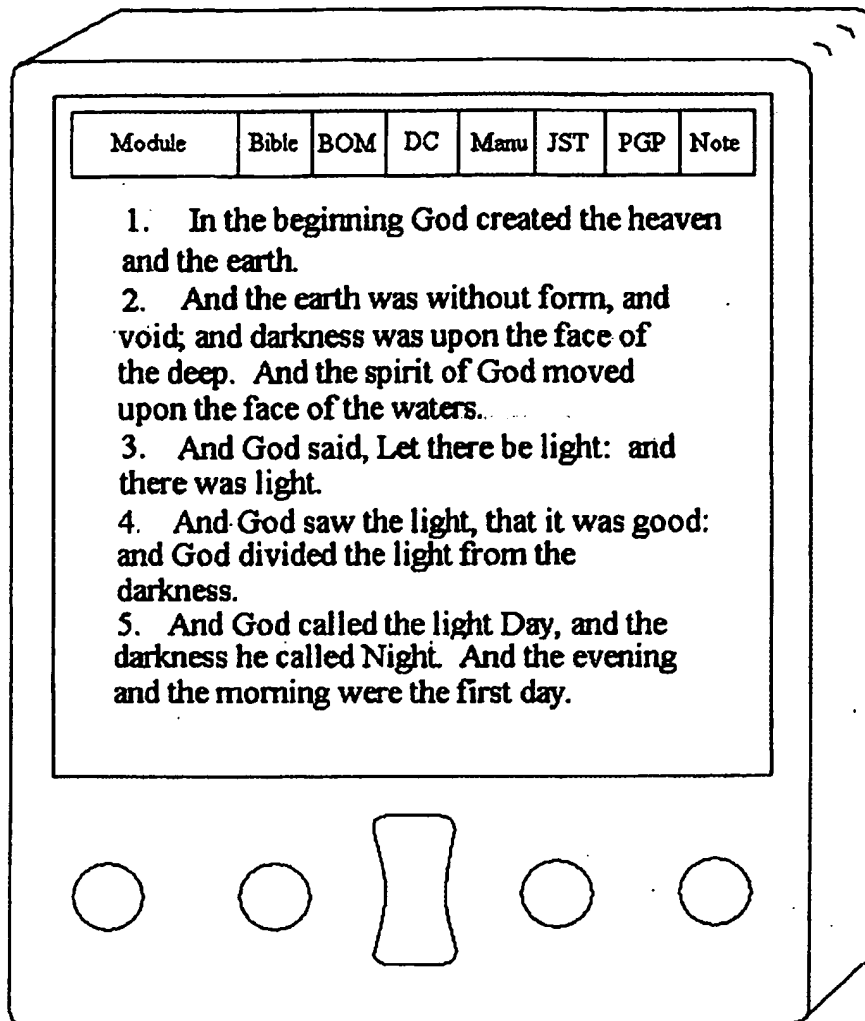 Module Bible BOM DC Manu JST PGP Note
1. In the beginning God created the heaven
and the earth.
2. And the earth was without form, and
void; and darkness was upon the face of
the deep. And the spirit of God moved
upon the face of the waters.
3. And God said, Let there be light: and
there was light.
4. And God saw the light, that it was good:
and God divided the light from the
darkness.
5. And God called the light Day, and the
darkness he called Night. And the evening
and the morning were the first day.